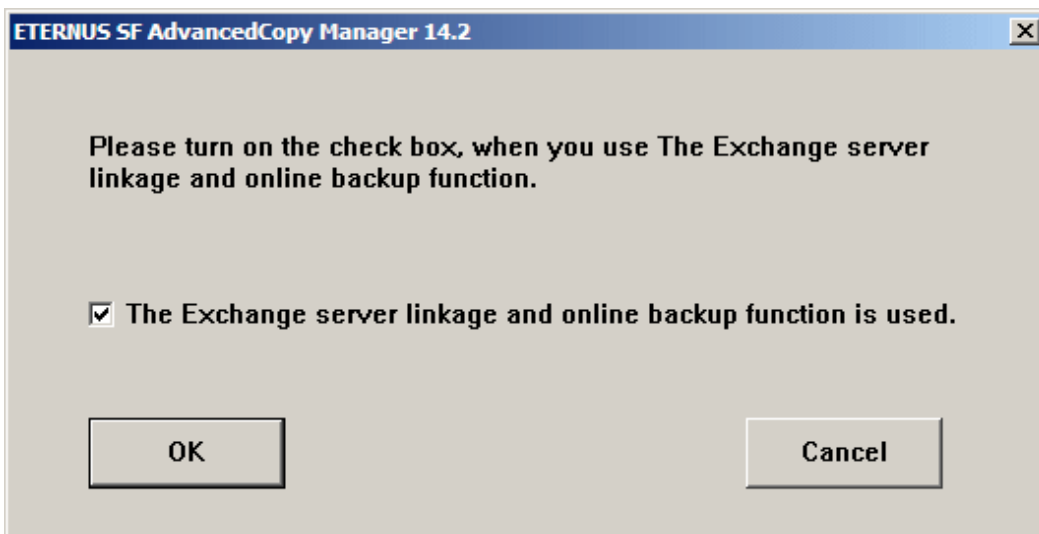 ETERNUS SF AdvancedCopy Manager 14.2
Please turn on the check box, when you use The Exchange server
linkage and online backup function.
The Exchange server linkage and online backup function is used.
OK
Cancel